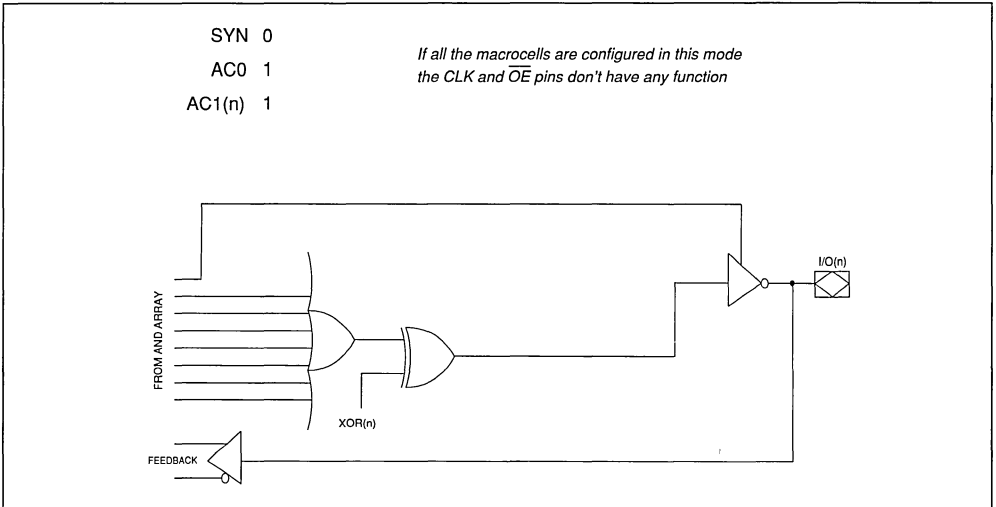 SYN 0
AC0 1
AC1(n) 1
If all the macrocells are configured in this mode
the CLK and O̅E̅ pins don't have any function
I/O(n)
FROM AND ARRAY
XOR(n)
FEEDBACK